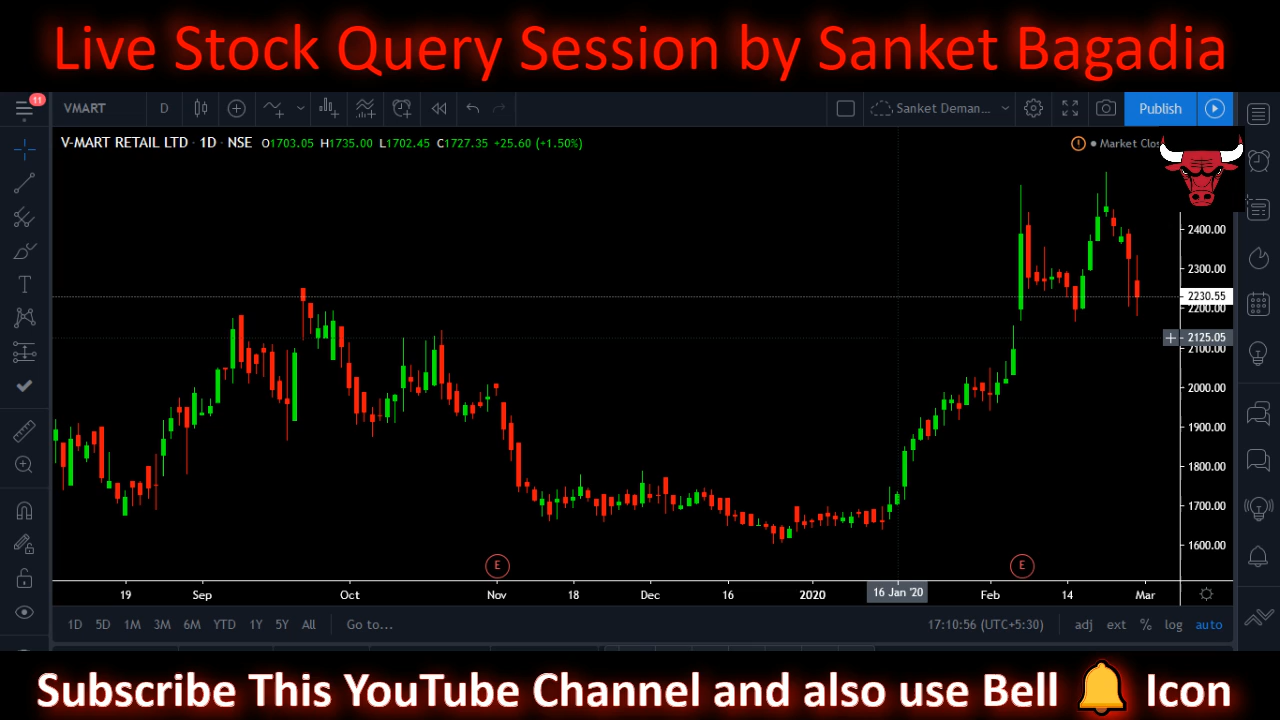 Live Stock Query Session by Sanket Bagadia
11
VMART D Sanket Deman... Publish
V-MART RETAIL LTD · 1D · NSE O1703.05 H1735.00 L1702.45 C1727.35 +25.60 (+1.50%)
! Market
2400.00
2300.00
2230.55
2200.00
2125.05
2100.00
2000.00
1900.00
1800.00
1700.00
1600.00
E E
19 Sep Oct Nov 18 Dec 16 2020 16 Jan '20 Feb 14 Mar
1D 5D 1M 3M 6M YTD 1Y 5Y All Go to... 17:10:56 (UTC+5:30) adj ext % log auto
Subscribe This YouTube Channel and also use Bell Icon